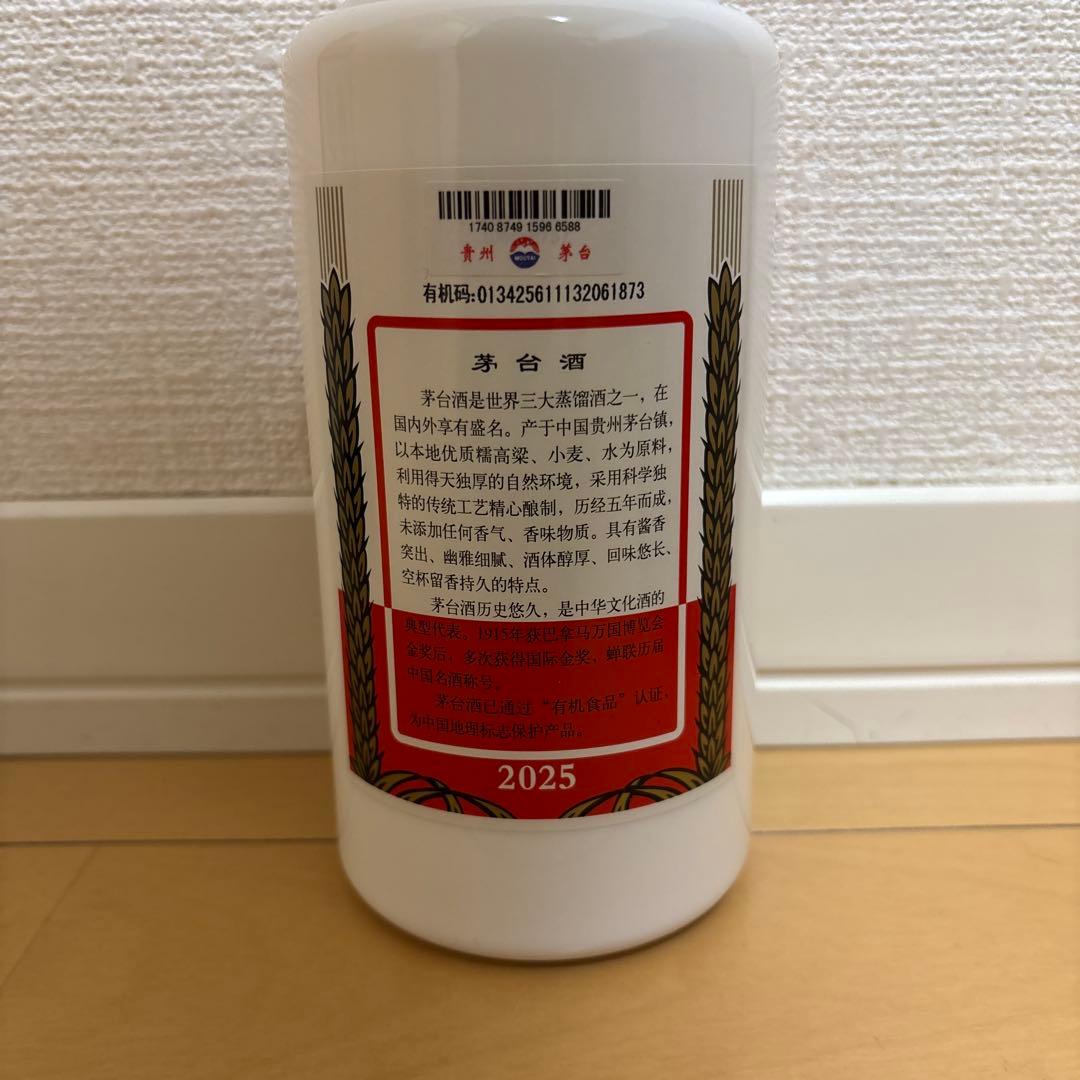 1740 8749 1596 6588
贵州 MOUTAI 茅台
有机码:013425611132061873
茅台酒
茅台酒是世界三大蒸馏酒之一，在
国内外享有盛名。产于中国贵州茅台镇，
以本地优质糯高粱、小麦、水为原料，
利用得天独厚的自然环境，采用科学独
特的传统工艺精心酿制，历经五年而成，
未添加任何香气、香味物质。具有酱香
突出、幽雅细腻、酒体醇厚、回味悠长、
空杯留香持久的特点。
茅台酒历史悠久，是中华文化酒的
典型代表。1915年获巴拿马万国博览会
金奖后，多次获得国际金奖，蝉联历届
中国名酒称号。
茅台酒已通过“有机食品”认证，
为中国地理标志保护产品。
2025